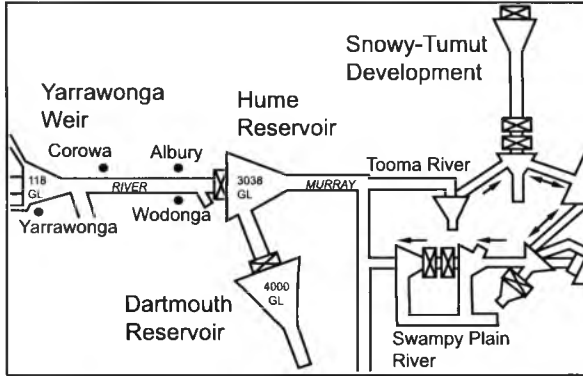 Snowy-Tumut
Development
Yarrawonga
Weir
Hume
Reservoir
Corowa
Albury
Tooma River
118
GL
RIVER
3038
GL
MURRAY
Yarrawonga
Wodonga
4000
GL
Dartmouth
Reservoir
Swampy Plain
River